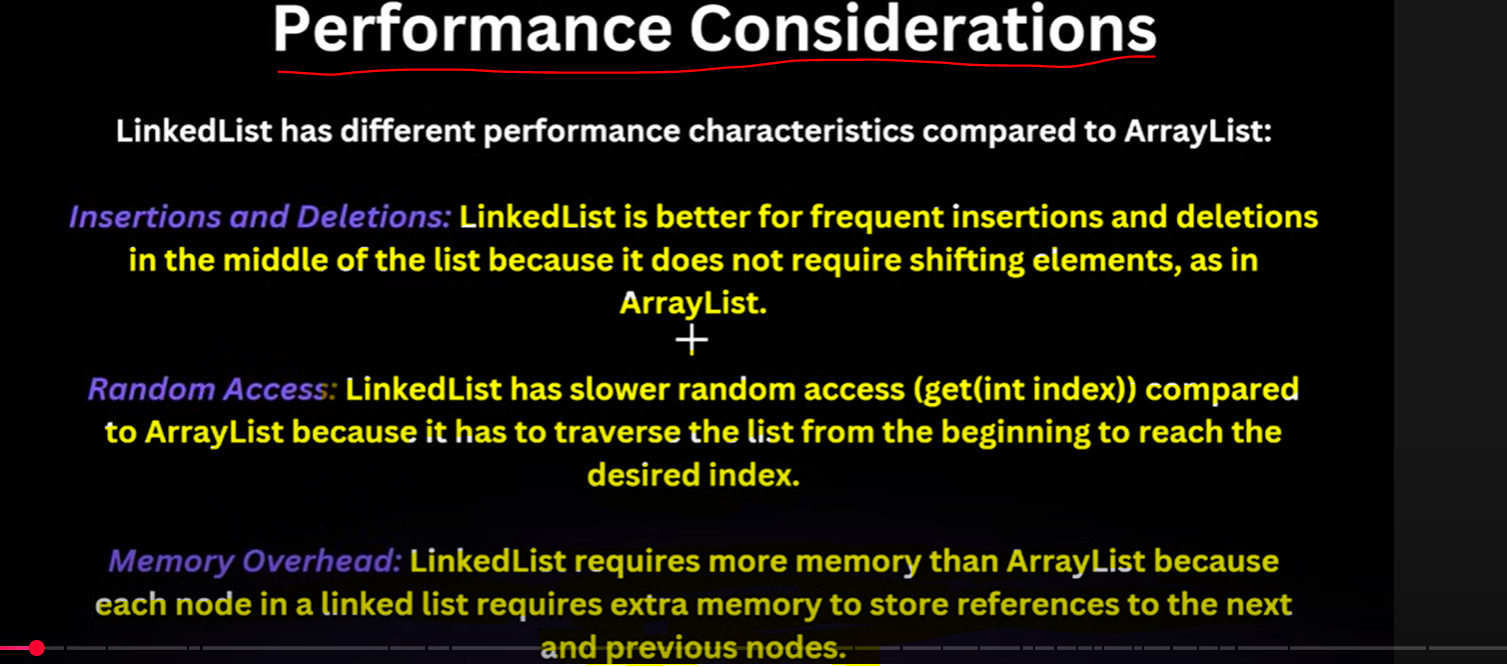 Performance Considerations
LinkedList has different performance characteristics compared to ArrayList:
Insertions and Deletions: LinkedList is better for frequent insertions and deletions
in the middle of the list because it does not require shifting elements, as in
ArrayList.
Random Access: LinkedList has slower random access (get(int index)) compared
to ArrayList because it has to traverse the list from the beginning to reach the
desired index.
Memory Overhead: LinkedList requires more memory than ArrayList because
each node in a linked list requires extra memory to store references to the next
and previous nodes.